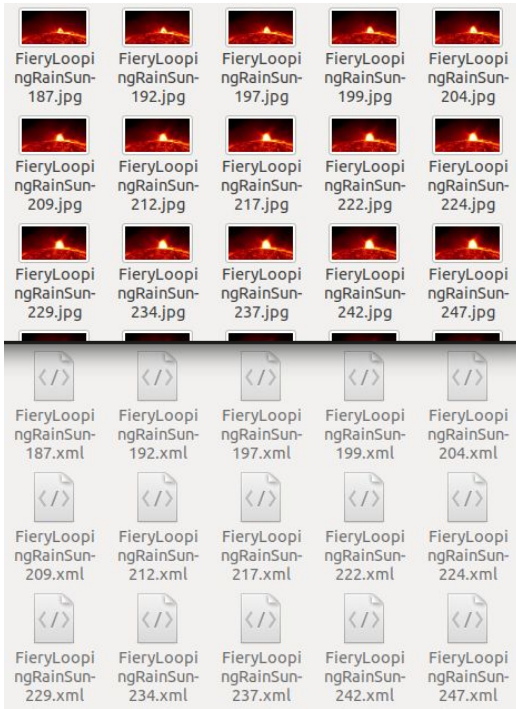 FieryLoopi FieryLoopi FieryLoopi FieryLoopi FieryLoopi
ngRainSun- ngRainSun- ngRainSun- ngRainSun- ngRainSun-
187.jpg 192.jpg 197.jpg 199.jpg 204.jpg
FieryLoopi FieryLoopi FieryLoopi FieryLoopi FieryLoopi
ngRainSun- ngRainSun- ngRainSun- ngRainSun- ngRainSun-
209.jpg 212.jpg 217.jpg 222.jpg 224.jpg
FieryLoopi FieryLoopi FieryLoopi FieryLoopi FieryLoopi
ngRainSun- ngRainSun- ngRainSun- ngRainSun- ngRainSun-
229.jpg 234.jpg 237.jpg 242.jpg 247.jpg
</> </> </> </> </>
FieryLoopi FieryLoopi FieryLoopi FieryLoopi FieryLoopi
ngRainSun- ngRainSun- ngRainSun- ngRainSun- ngRainSun-
187.xml 192.xml 197.xml 199.xml 204.xml
</> </> </> </> </>
FieryLoopi FieryLoopi FieryLoopi FieryLoopi FieryLoopi
ngRainSun- ngRainSun- ngRainSun- ngRainSun- ngRainSun-
209.xml 212.xml 217.xml 222.xml 224.xml
</> </> </> </> </>
FieryLoopi FieryLoopi FieryLoopi FieryLoopi FieryLoopi
ngRainSun- ngRainSun- ngRainSun- ngRainSun- ngRainSun-
229.xml 234.xml 237.xml 242.xml 247.xml